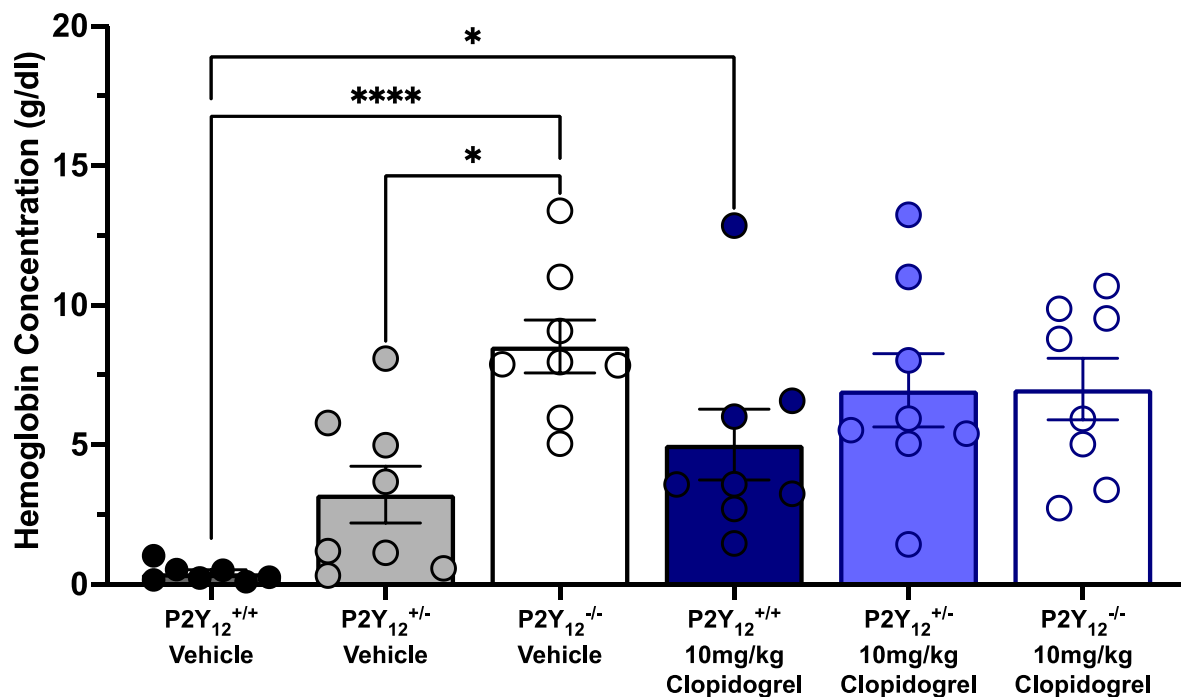 Hemoglobin Concentration (g/dl)
20
15
10
5
0
*
****
*
P2Y₁₂⁺/⁺
Vehicle
P2Y₁₂⁺/⁻
Vehicle
P2Y₁₂⁻/⁻
Vehicle
P2Y₁₂⁺/⁺
10mg/kg
Clopidogrel
P2Y₁₂⁺/⁻
10mg/kg
Clopidogrel
P2Y₁₂⁻/⁻
10mg/kg
Clopidogrel